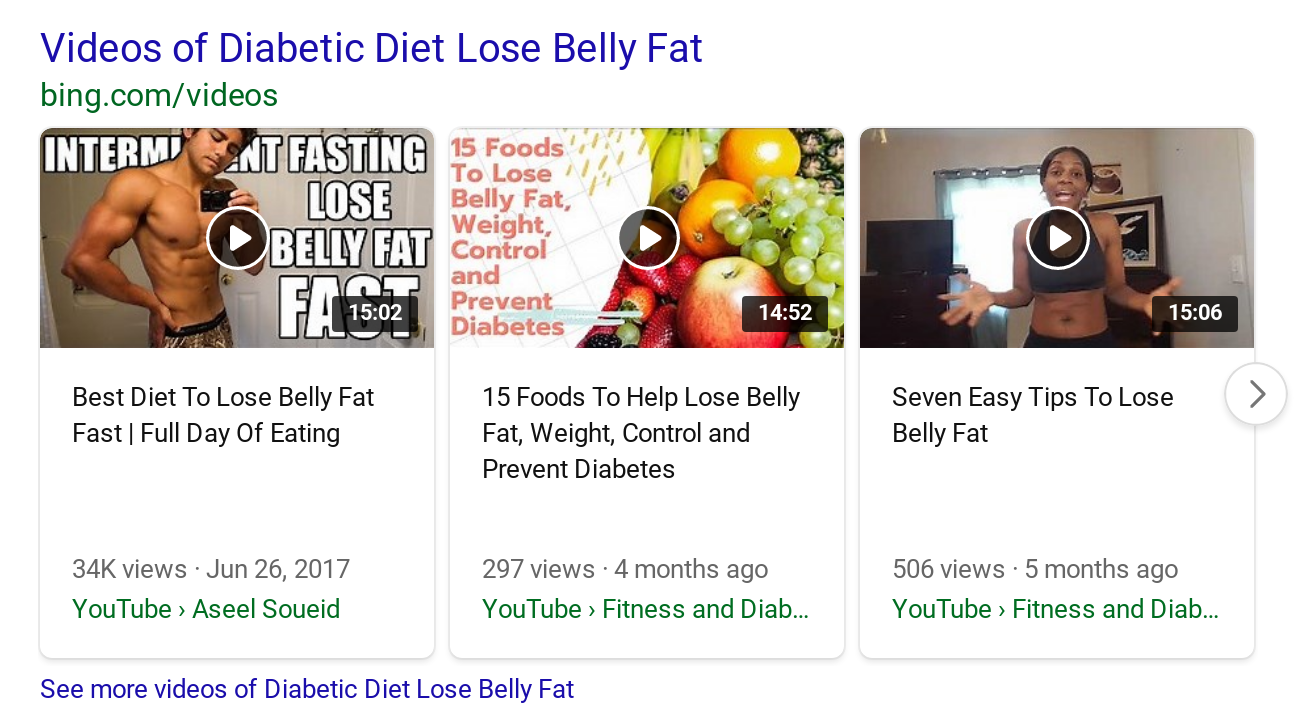 Videos of Diabetic Diet Lose Belly Fat
bing.com/videos
INTERMI ENT FASTING
LOSE
BELLY FAT
FAST
15:02
15 Foods
To Lose
Belly Fat,
Weight,
Control
and
Prevent
Diabetes
14:52
15:06
Best Diet To Lose Belly Fat
Fast | Full Day Of Eating
34K views · Jun 26, 2017
YouTube › Aseel Soueid
15 Foods To Help Lose Belly
Fat, Weight, Control and
Prevent Diabetes
297 views · 4 months ago
YouTube › Fitness and Diab...
Seven Easy Tips To Lose
Belly Fat
506 views · 5 months ago
YouTube › Fitness and Diab...
See more videos of Diabetic Diet Lose Belly Fat